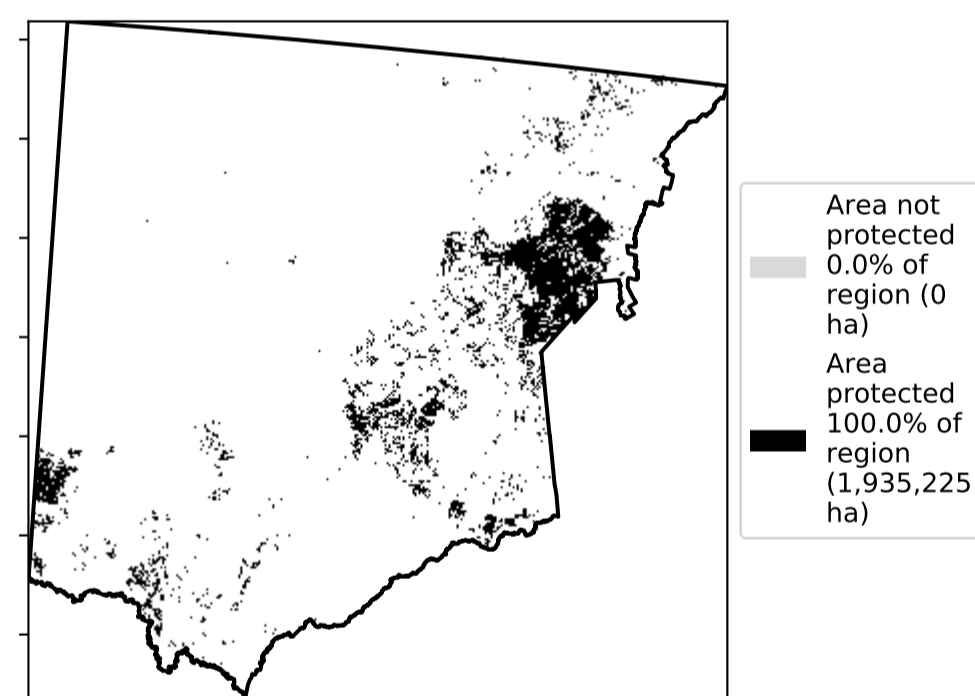 Area not
protected
0.0% of
region (0
ha)
Area
protected
100.0% of
region
(1,935,225
ha)